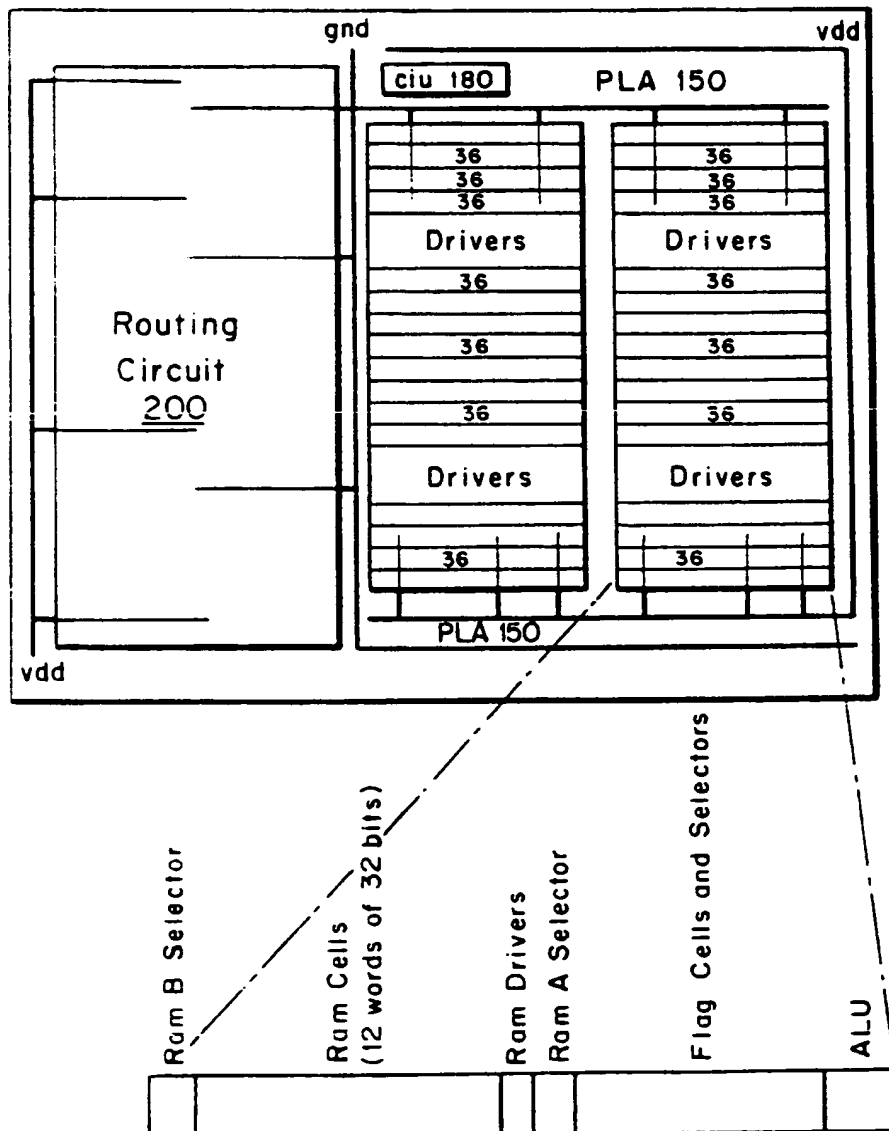 gnd
vdd
ciu 180
PLA 150
36
36
36
36
36
36
Drivers
Drivers
36
36
Routing
Circuit
200
36
36
36
36
Drivers
Drivers
36
36
PLA 150
vdd
Ram B Selector
Ram Cells
(12 words of 32 bits)
Ram Drivers
Ram A Selector
Flag Cells and Selectors
ALU